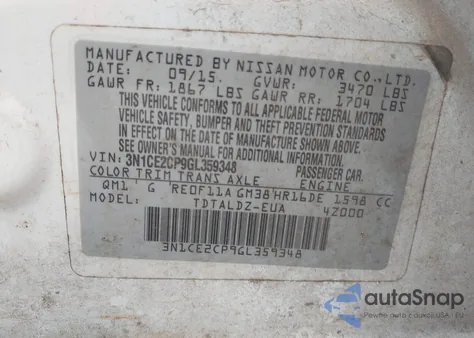 MANUFACTURED BY NISSAN MOTOR CO., LTD.
DATE: 09/15. GVWR: 3470 LBS
GAWR FR: 1867 LBS GAWR RR: 1704 LBS
THIS VEHICLE CONFORMS TO ALL APPLICABLE FEDERAL MOTOR
VEHICLE SAFETY, BUMPER AND THEFT PREVENTION STANDARDS
IN EFFECT ON THE DATE OF MANUFACTURE SHOWN ABOVE.
SEE OWNER'S MANUAL FOR ADDITIONAL INFORMATION.
VIN: 3N1CE2CP9GL359348 PASSENGER CAR.
COLOR TRIM TRANS AXLE ENGINE
QM1 G RE0F11A GM38 HR16DE 1598 CC
MODEL: TDTALDZ-EUA 4Z000
3N1CE2CP9GL359348
autoSnap